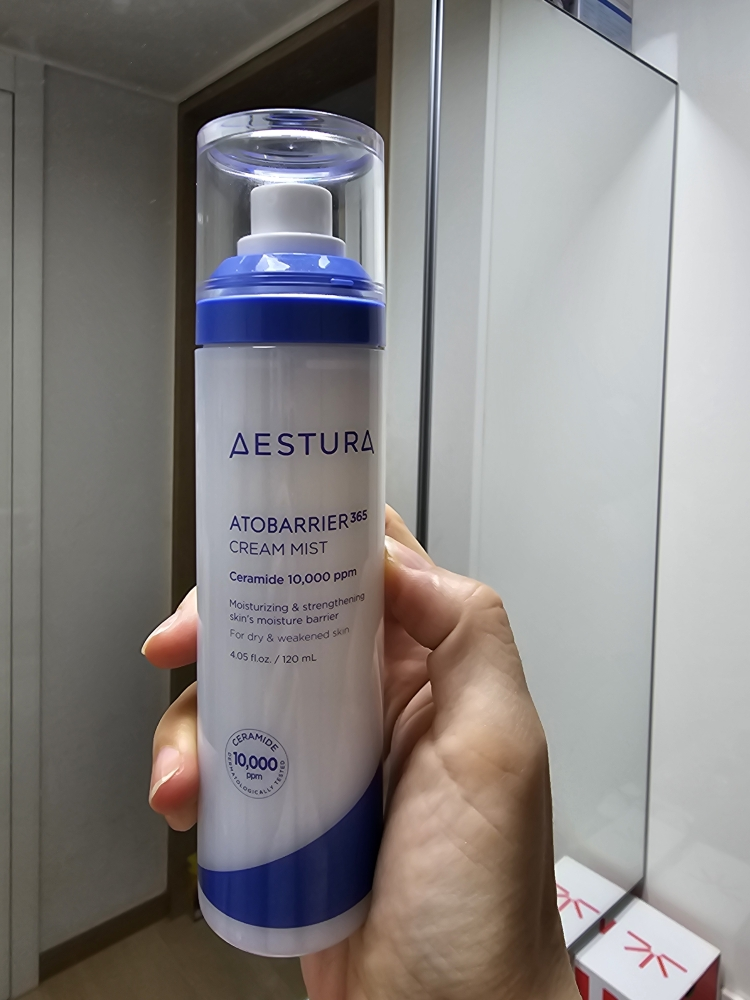 AESTURA
ATOBARRIER365
CREAM MIST
Ceramide 10,000 ppm
Moisturizing & strengthening
skin's moisture barrier
For dry & weakened skin
4.05 fl.oz. / 120 mL
CERAMIDE
10,000
ppm
DERMATOLOGICALLY TESTED